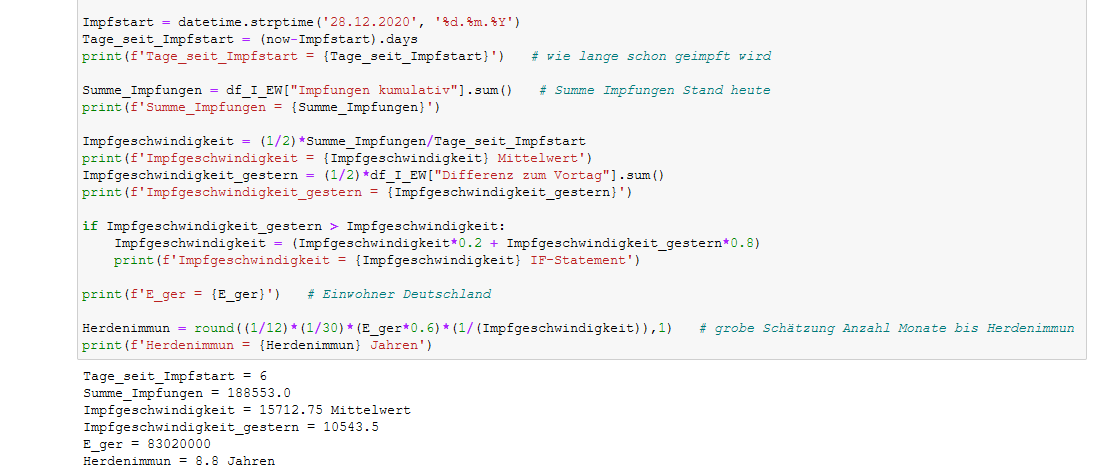 Impfstart = datetime.strptime('28.12.2020', '%d.%m.%Y')
Tage_seit_Impfstart = (now-Impfstart).days
print(f'Tage_seit_Impfstart = {Tage_seit_Impfstart}')   # wie lange schon geimpft wird
Summe_Impfungen = df_I_EW["Impfungen kumulativ"].sum()   # Summe Impfungen Stand heute
print(f'Summe_Impfungen = {Summe_Impfungen}')
Impfgeschwindigkeit = (1/2)*Summe_Impfungen/Tage_seit_Impfstart
print(f'Impfgeschwindigkeit = {Impfgeschwindigkeit} Mittelwert')
Impfgeschwindigkeit_gestern = (1/2)*df_I_EW["Differenz zum Vortag"].sum()
print(f'Impfgeschwindigkeit_gestern = {Impfgeschwindigkeit_gestern}')
if Impfgeschwindigkeit_gestern > Impfgeschwindigkeit:
    Impfgeschwindigkeit = (Impfgeschwindigkeit*0.2 + Impfgeschwindigkeit_gestern*0.8)
    print(f'Impfgeschwindigkeit = {Impfgeschwindigkeit} IF-Statement')
print(f'E_ger = {E_ger}')   # Einwohner Deutschland
Herdenimmun = round((1/12)*(1/30)*(E_ger*0.6)*(1/(Impfgeschwindigkeit)),1)   # grobe Schätzung Anzahl Monate bis Herdenimmun
print(f'Herdenimmun = {Herdenimmun} Jahren')
Tage_seit_Impfstart = 6
Summe_Impfungen = 188553.0
Impfgeschwindigkeit = 15712.75 Mittelwert
Impfgeschwindigkeit_gestern = 10543.5
E_ger = 83020000
Herdenimmun = 8.8 Jahren